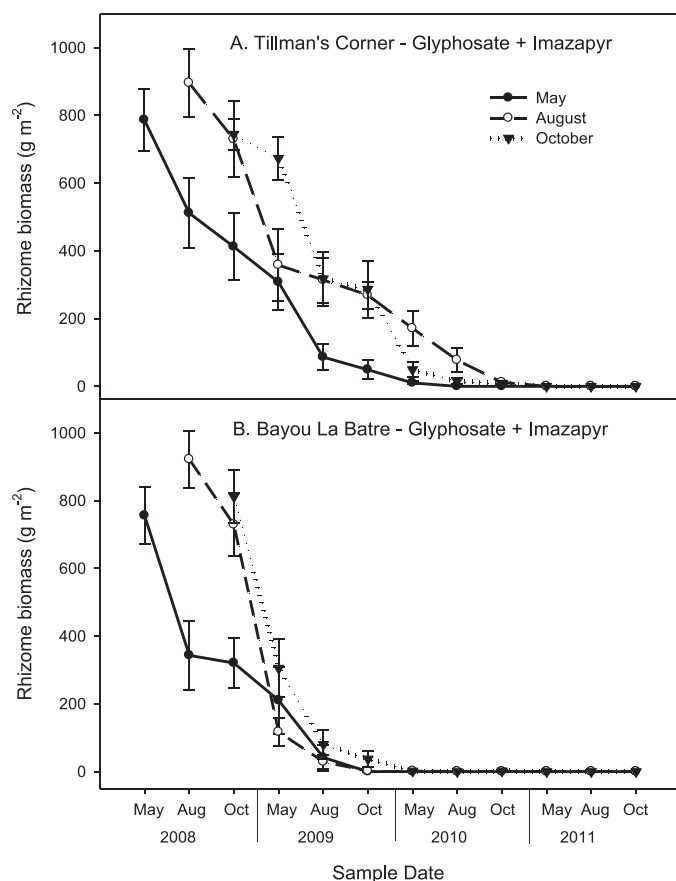 A. Tillman's Corner - Glyphosate + Imazapyr
May
August
October
Rhizome biomass (g m⁻²)
1000
800
600
400
200
0
B. Bayou La Batre - Glyphosate + Imazapyr
Rhizome biomass (g m⁻²)
1000
800
600
400
200
0
May Aug Oct May Aug Oct May Aug Oct May Aug Oct
2008 2009 2010 2011
Sample Date